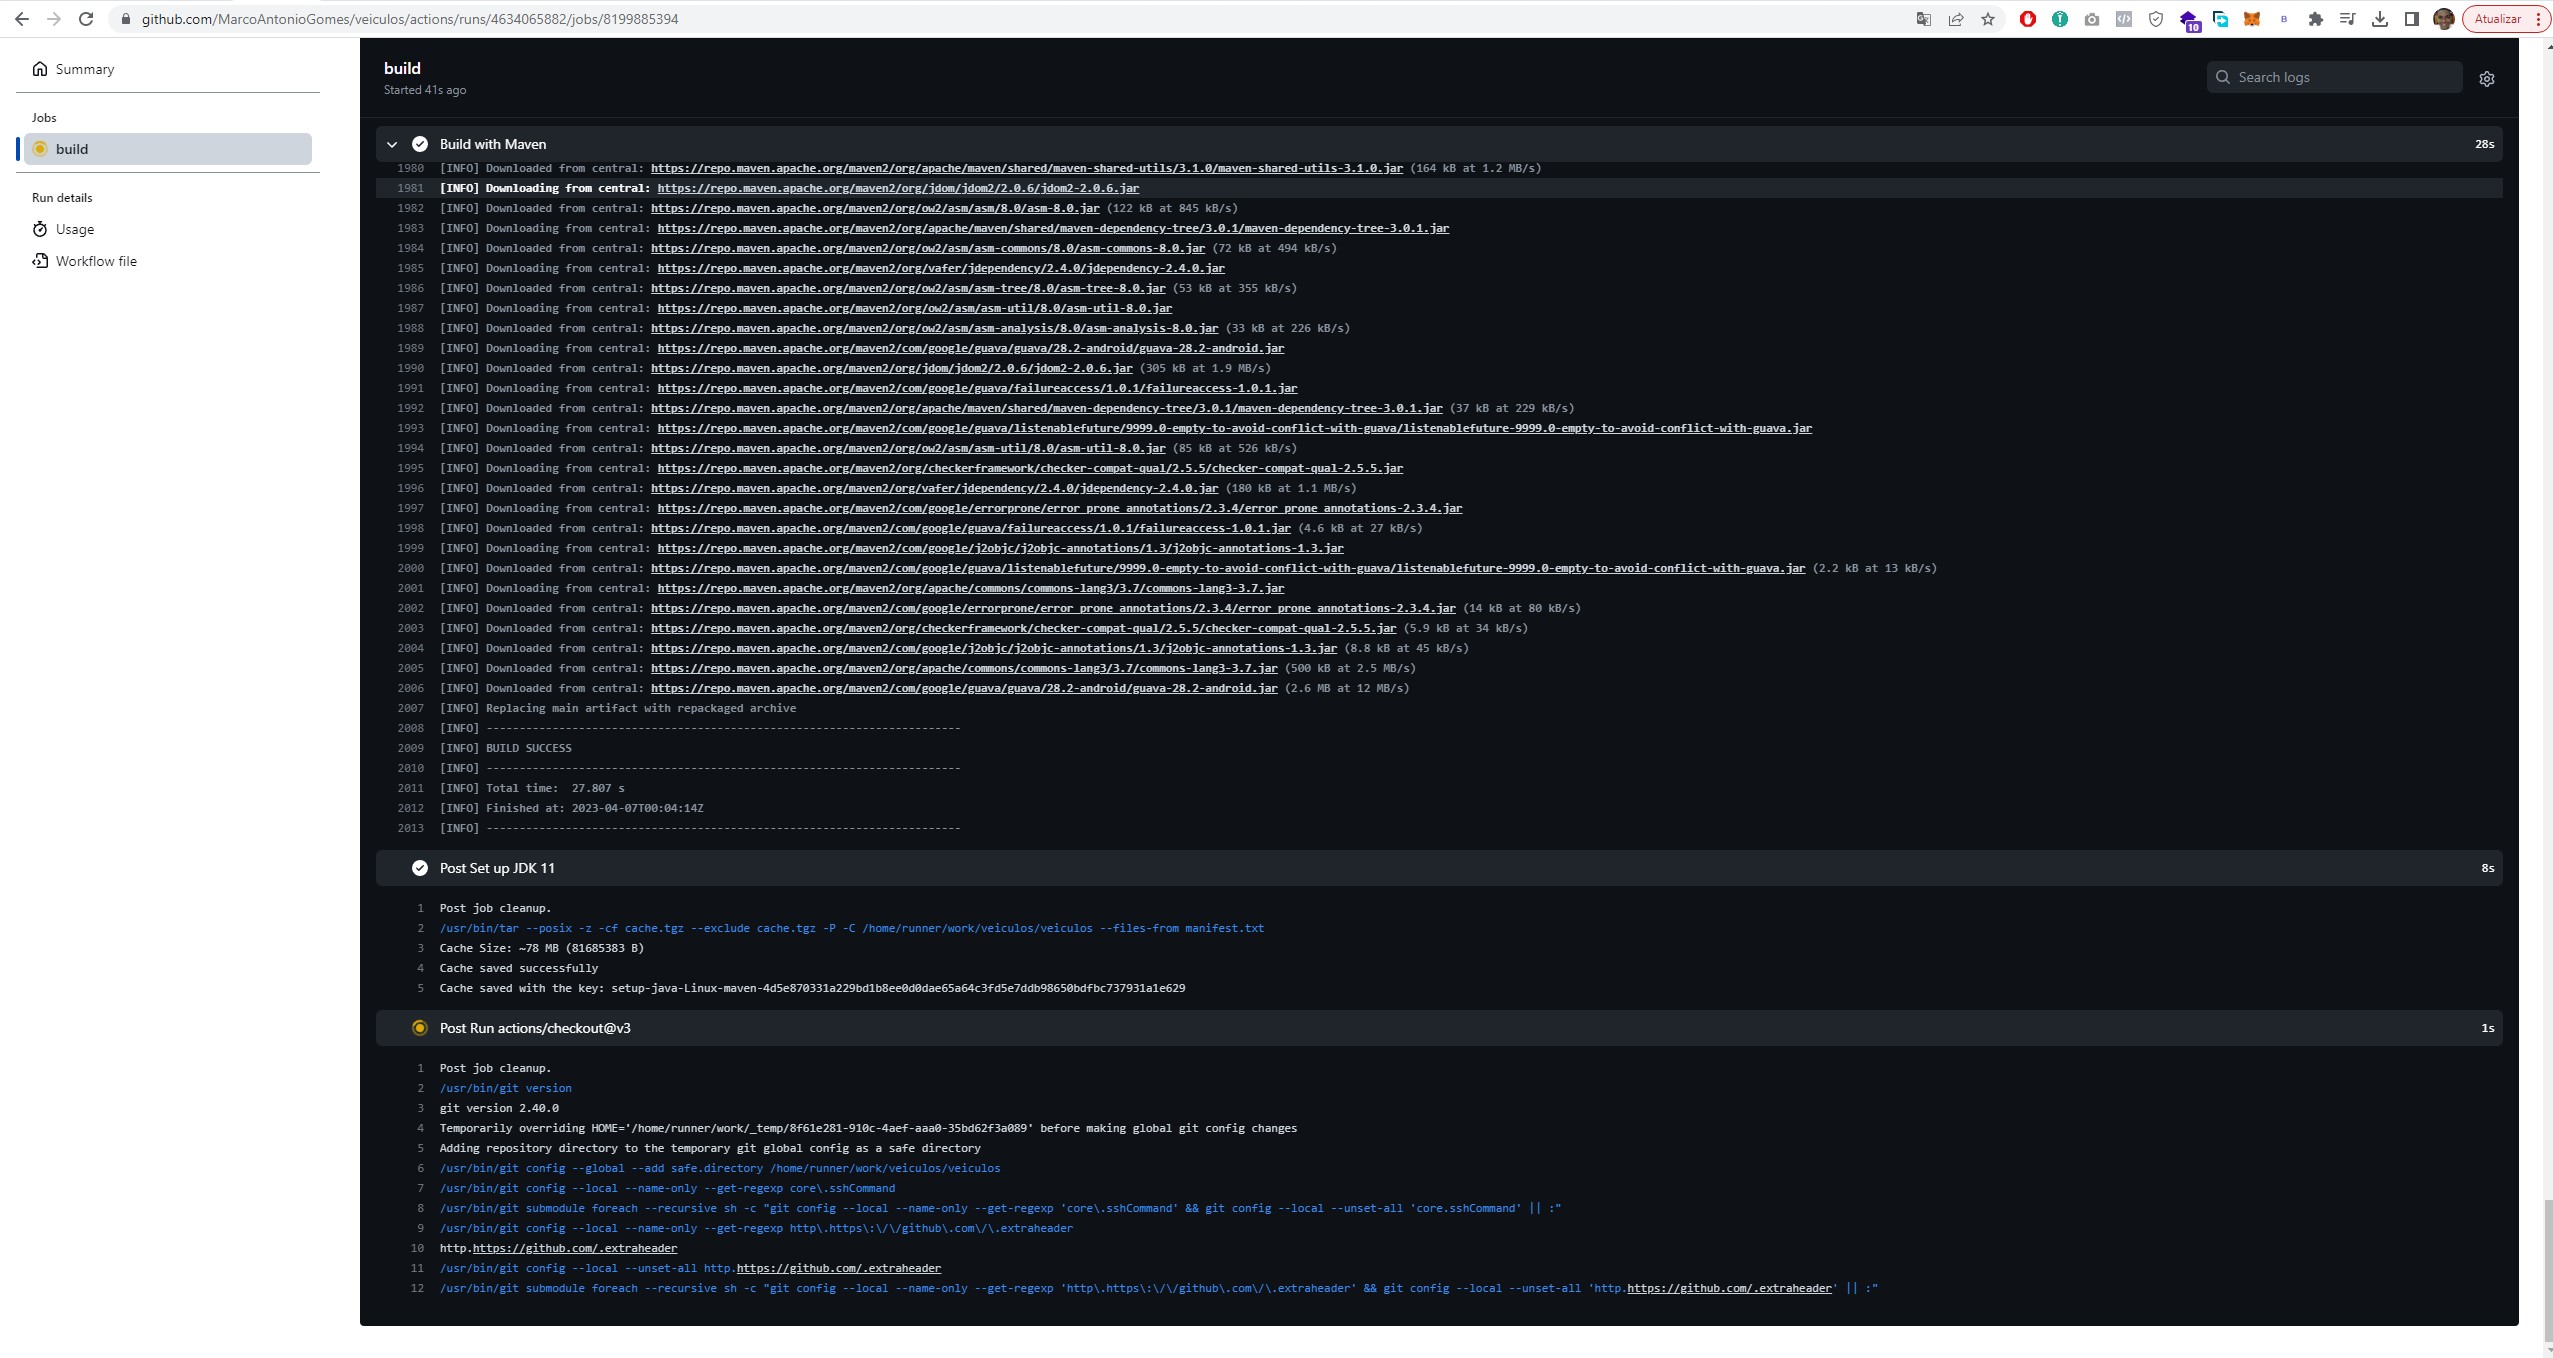 github.com/MarcoAntonioGomes/veiculos/actions/runs/4634065882/jobs/8199885394
10
B
Atualizar
Summary
Jobs
build
Run details
Usage
Workflow file
build
Started 41s ago
Search logs
Build with Maven 28s
1980 [INFO] Downloaded from central: https://repo.maven.apache.org/maven2/org/apache/maven/shared/maven-shared-utils/3.1.0/maven-shared-utils-3.1.0.jar (164 kB at 1.2 MB/s)
1981 [INFO] Downloading from central: https://repo.maven.apache.org/maven2/org/jdom/jdom2/2.0.6/jdom2-2.0.6.jar
1982 [INFO] Downloaded from central: https://repo.maven.apache.org/maven2/org/ow2/asm/asm/8.0/asm-8.0.jar (122 kB at 845 kB/s)
1983 [INFO] Downloading from central: https://repo.maven.apache.org/maven2/org/apache/maven/shared/maven-dependency-tree/3.0.1/maven-dependency-tree-3.0.1.jar
1984 [INFO] Downloaded from central: https://repo.maven.apache.org/maven2/org/ow2/asm/asm-commons/8.0/asm-commons-8.0.jar (72 kB at 494 kB/s)
1985 [INFO] Downloading from central: https://repo.maven.apache.org/maven2/org/vafer/jdependency/2.4.0/jdependency-2.4.0.jar
1986 [INFO] Downloaded from central: https://repo.maven.apache.org/maven2/org/ow2/asm/asm-tree/8.0/asm-tree-8.0.jar (53 kB at 355 kB/s)
1987 [INFO] Downloading from central: https://repo.maven.apache.org/maven2/org/ow2/asm/asm-util/8.0/asm-util-8.0.jar
1988 [INFO] Downloaded from central: https://repo.maven.apache.org/maven2/org/ow2/asm/asm-analysis/8.0/asm-analysis-8.0.jar (33 kB at 226 kB/s)
1989 [INFO] Downloading from central: https://repo.maven.apache.org/maven2/com/google/guava/guava/28.2-android/guava-28.2-android.jar
1990 [INFO] Downloaded from central: https://repo.maven.apache.org/maven2/org/jdom/jdom2/2.0.6/jdom2-2.0.6.jar (305 kB at 1.9 MB/s)
1991 [INFO] Downloading from central: https://repo.maven.apache.org/maven2/com/google/guava/failureaccess/1.0.1/failureaccess-1.0.1.jar
1992 [INFO] Downloaded from central: https://repo.maven.apache.org/maven2/org/apache/maven/shared/maven-dependency-tree/3.0.1/maven-dependency-tree-3.0.1.jar (37 kB at 229 kB/s)
1993 [INFO] Downloading from central: https://repo.maven.apache.org/maven2/com/google/guava/listenablefuture/9999.0-empty-to-avoid-conflict-with-guava/listenablefuture-9999.0-empty-to-avoid-conflict-with-guava.jar
1994 [INFO] Downloaded from central: https://repo.maven.apache.org/maven2/org/ow2/asm/asm-util/8.0/asm-util-8.0.jar (85 kB at 526 kB/s)
1995 [INFO] Downloading from central: https://repo.maven.apache.org/maven2/org/checkerframework/checker-compat-qual/2.5.5/checker-compat-qual-2.5.5.jar
1996 [INFO] Downloaded from central: https://repo.maven.apache.org/maven2/org/vafer/jdependency/2.4.0/jdependency-2.4.0.jar (180 kB at 1.1 MB/s)
1997 [INFO] Downloading from central: https://repo.maven.apache.org/maven2/com/google/errorprone/error_prone_annotations/2.3.4/error_prone_annotations-2.3.4.jar
1998 [INFO] Downloaded from central: https://repo.maven.apache.org/maven2/com/google/guava/failureaccess/1.0.1/failureaccess-1.0.1.jar (4.6 kB at 27 kB/s)
1999 [INFO] Downloading from central: https://repo.maven.apache.org/maven2/com/google/j2objc/j2objc-annotations/1.3/j2objc-annotations-1.3.jar
2000 [INFO] Downloaded from central: https://repo.maven.apache.org/maven2/com/google/guava/listenablefuture/9999.0-empty-to-avoid-conflict-with-guava/listenablefuture-9999.0-empty-to-avoid-conflict-with-guava.jar (2.2 kB at 13 kB/s)
2001 [INFO] Downloading from central: https://repo.maven.apache.org/maven2/org/apache/commons/commons-lang3/3.7/commons-lang3-3.7.jar
2002 [INFO] Downloaded from central: https://repo.maven.apache.org/maven2/com/google/errorprone/error_prone_annotations/2.3.4/error_prone_annotations-2.3.4.jar (14 kB at 80 kB/s)
2003 [INFO] Downloaded from central: https://repo.maven.apache.org/maven2/org/checkerframework/checker-compat-qual/2.5.5/checker-compat-qual-2.5.5.jar (5.9 kB at 34 kB/s)
2004 [INFO] Downloaded from central: https://repo.maven.apache.org/maven2/com/google/j2objc/j2objc-annotations/1.3/j2objc-annotations-1.3.jar (8.8 kB at 45 kB/s)
2005 [INFO] Downloaded from central: https://repo.maven.apache.org/maven2/org/apache/commons/commons-lang3/3.7/commons-lang3-3.7.jar (500 kB at 2.5 MB/s)
2006 [INFO] Downloaded from central: https://repo.maven.apache.org/maven2/com/google/guava/guava/28.2-android/guava-28.2-android.jar (2.6 MB at 12 MB/s)
2007 [INFO] Replacing main artifact with repackaged archive
2008 [INFO] ------------------------------------------------------------------------
2009 [INFO] BUILD SUCCESS
2010 [INFO] ------------------------------------------------------------------------
2011 [INFO] Total time:  27.807 s
2012 [INFO] Finished at: 2023-04-07T00:04:14Z
2013 [INFO] ------------------------------------------------------------------------
Post Set up JDK 11 8s
1 Post job cleanup.
2 /usr/bin/tar --posix -z -cf cache.tgz --exclude cache.tgz -P -C /home/runner/work/veiculos/veiculos --files-from manifest.txt
3 Cache Size: ~78 MB (81685383 B)
4 Cache saved successfully
5 Cache saved with the key: setup-java-Linux-maven-4d5e870331a229bd1b8ee0d0dae65a64c3fd5e7ddb98650bdfbc737931a1e629
Post Run actions/checkout@v3 1s
1 Post job cleanup.
2 /usr/bin/git version
3 git version 2.40.0
4 Temporarily overriding HOME='/home/runner/work/_temp/8f61e281-910c-4aef-aaa0-35bd62f3a089' before making global git config changes
5 Adding repository directory to the temporary git global config as a safe directory
6 /usr/bin/git config --global --add safe.directory /home/runner/work/veiculos/veiculos
7 /usr/bin/git config --local --name-only --get-regexp core\.sshCommand
8 /usr/bin/git submodule foreach --recursive sh -c "git config --local --name-only --get-regexp 'core\.sshCommand' && git config --local --unset-all 'core.sshCommand' || :"
9 /usr/bin/git config --local --name-only --get-regexp http\.https\:\/\/github\.com\/\.extraheader
10 http.https://github.com/.extraheader
11 /usr/bin/git config --local --unset-all http.https://github.com/.extraheader
12 /usr/bin/git submodule foreach --recursive sh -c "git config --local --name-only --get-regexp 'http\.https\:\/\/github\.com\/\.extraheader' && git config --local --unset-all 'http.https://github.com/.extraheader' || :"